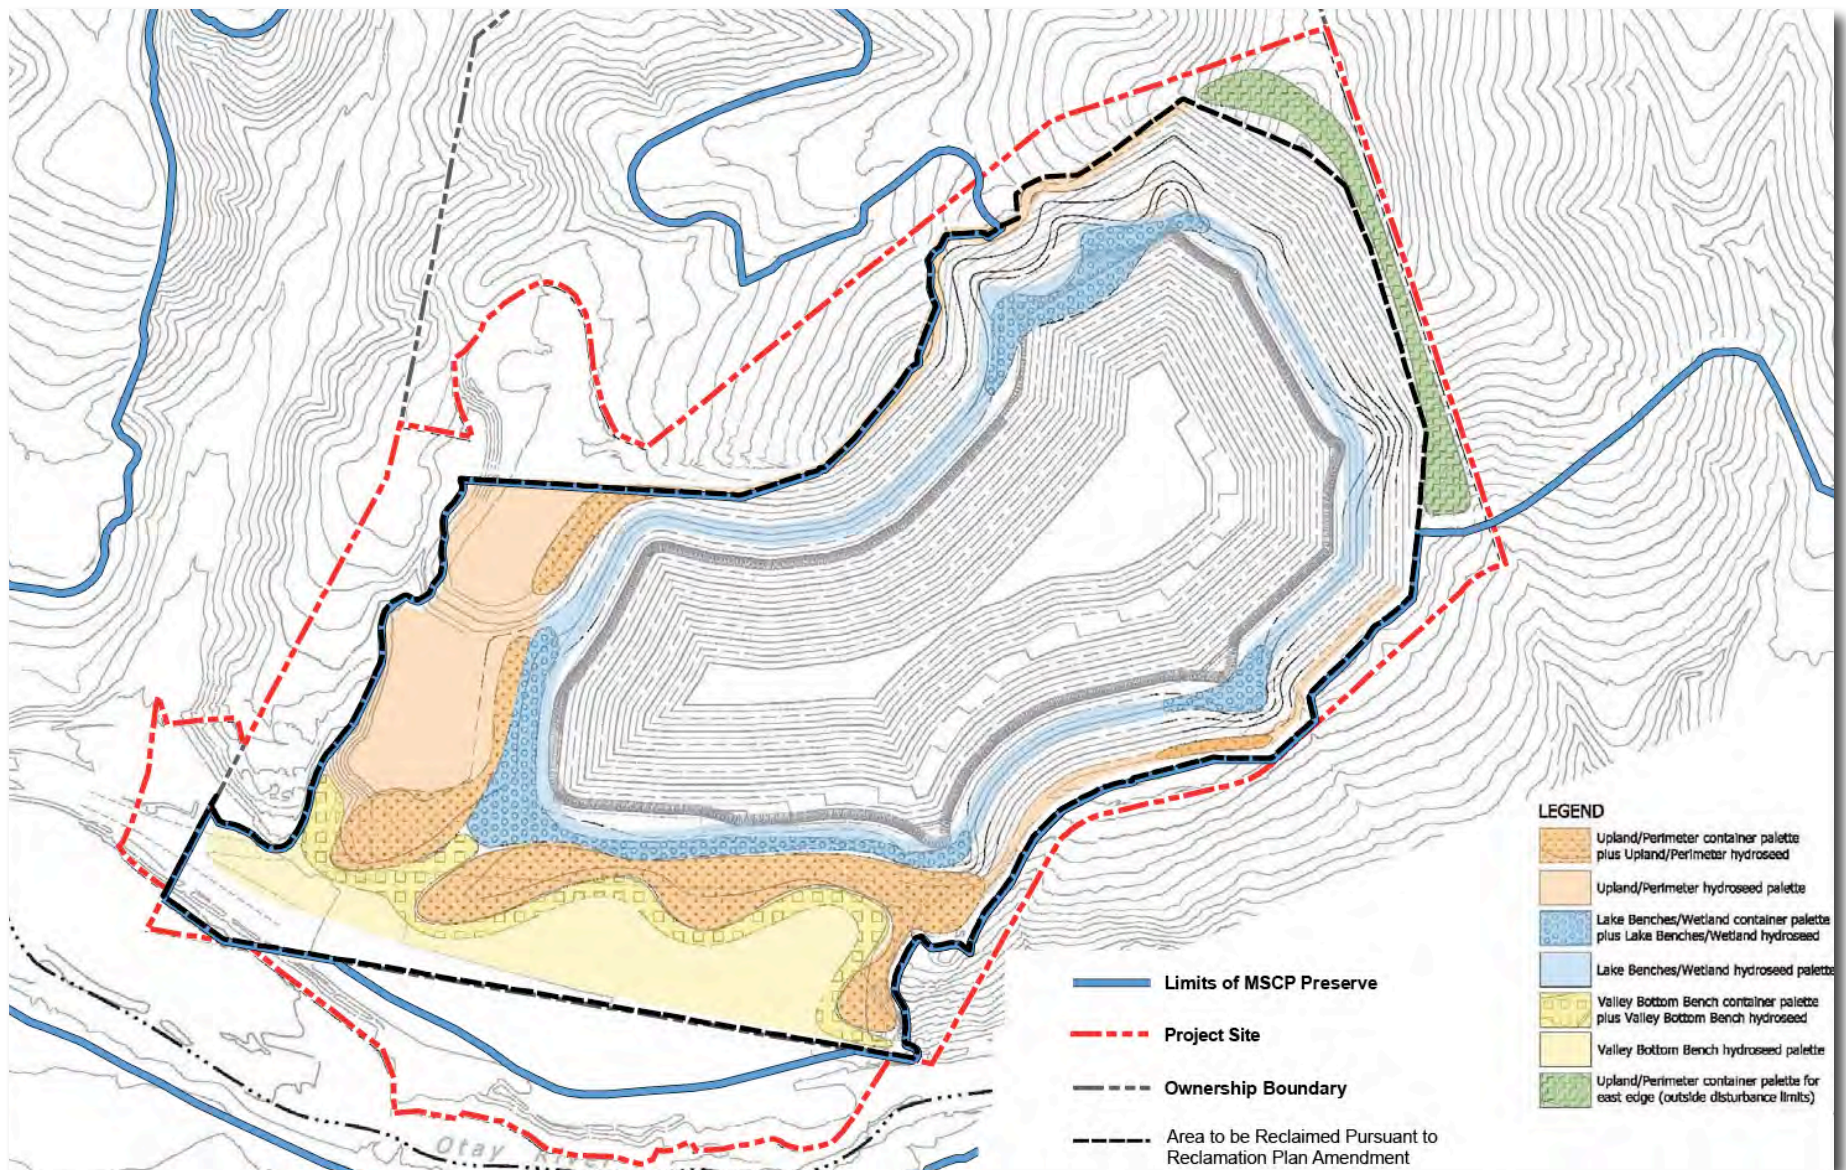 LEGEND
Upland/Perimeter container palette
plus Upland/Perimeter hydroseed
Upland/Perimeter hydroseed palette
Lake Benches/Wetland container palette
plus Lake Benches/Wetland hydroseed
Lake Benches/Wetland hydroseed palette
Valley Bottom Bench container palette
plus Valley Bottom Bench hydroseed
Valley Bottom Bench hydroseed palette
Upland/Perimeter container palette for
east edge (outside disturbance limits)
Limits of MSCP Preserve
Project Site
Ownership Boundary
Area to be Reclaimed Pursuant to
Reclamation Plan Amendment
Otay River